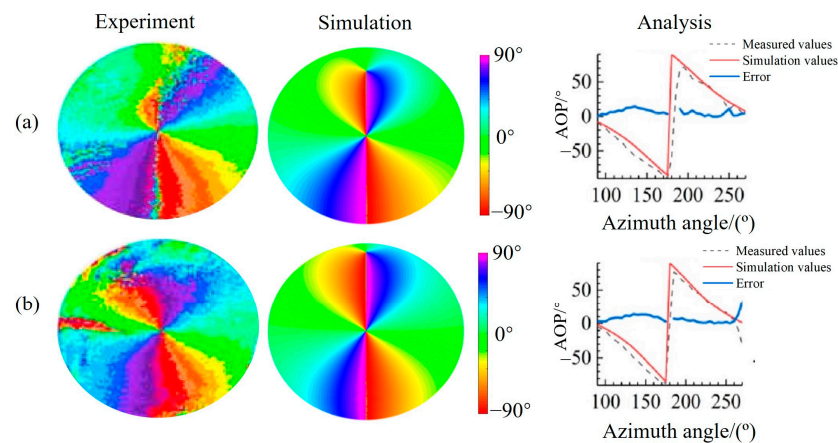 Experiment Simulation Analysis
(a)
90°
0°
−90°
Measured values
Simulation values
Error
AOP/°
50
0
−50
100 150 200 250
Azimuth angle/(º)
(b)
90°
0°
−90°
Measured values
Simulation values
Error
AOP/°
50
0
−50
100 150 200 250
Azimuth angle/(º)